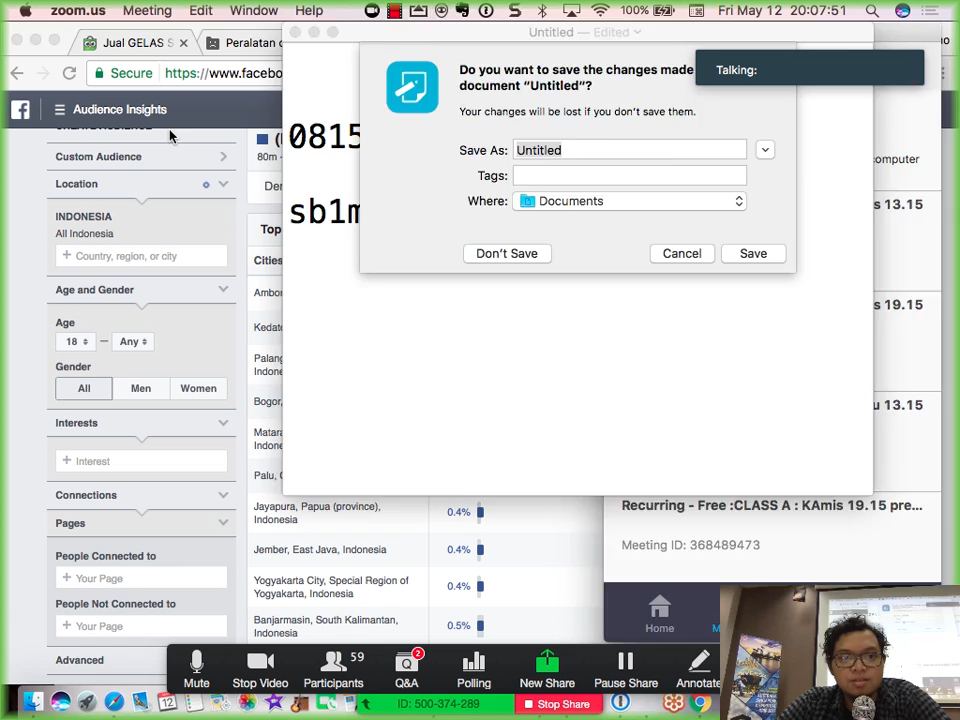 zoom.us Meeting Edit Window Help 100% Fri May 12 20:07:51
Jual GELAS S
Peralatan d
Untitled — Edited
Secure https://www.facebo
Audience Insights
Custom Audience
Location
INDONESIA
All Indonesia
+ Country, region, or city
Age and Gender
Age
18 — Any
Gender
All Men Women
Interests
+ Interest
Connections
Pages
People Connected to
+ Your Page
People Not Connected to
+ Your Page
Advanced
80m
Top
Cities
Palang
Indone
Bogor,
Matara
Indone
Palu, C
Jayapura, Papua (province),
Indonesia
0.4%
Jember, East Java, Indonesia
0.4%
Yogyakarta City, Special Region of
Yogyakarta, Indonesia
0.4%
Banjarmasin, South Kalimantan,
Indonesia
0.5%
0815
sb1m
Do you want to save the changes made
document “Untitled”?
Your changes will be lost if you don’t save them.
Save As: Untitled
Tags:
Where: Documents
Don’t Save Cancel Save
Talking:
computer
13.15
19.15
13.15
Recurring - Free :CLASS A : KAmis 19.15 pre...
Meeting ID: 368489473
Home
Mute
Stop Video
59
Participants
2
Q&A
Polling
New Share
Pause Share
Annotate
12
ID: 500-374-289
Stop Share